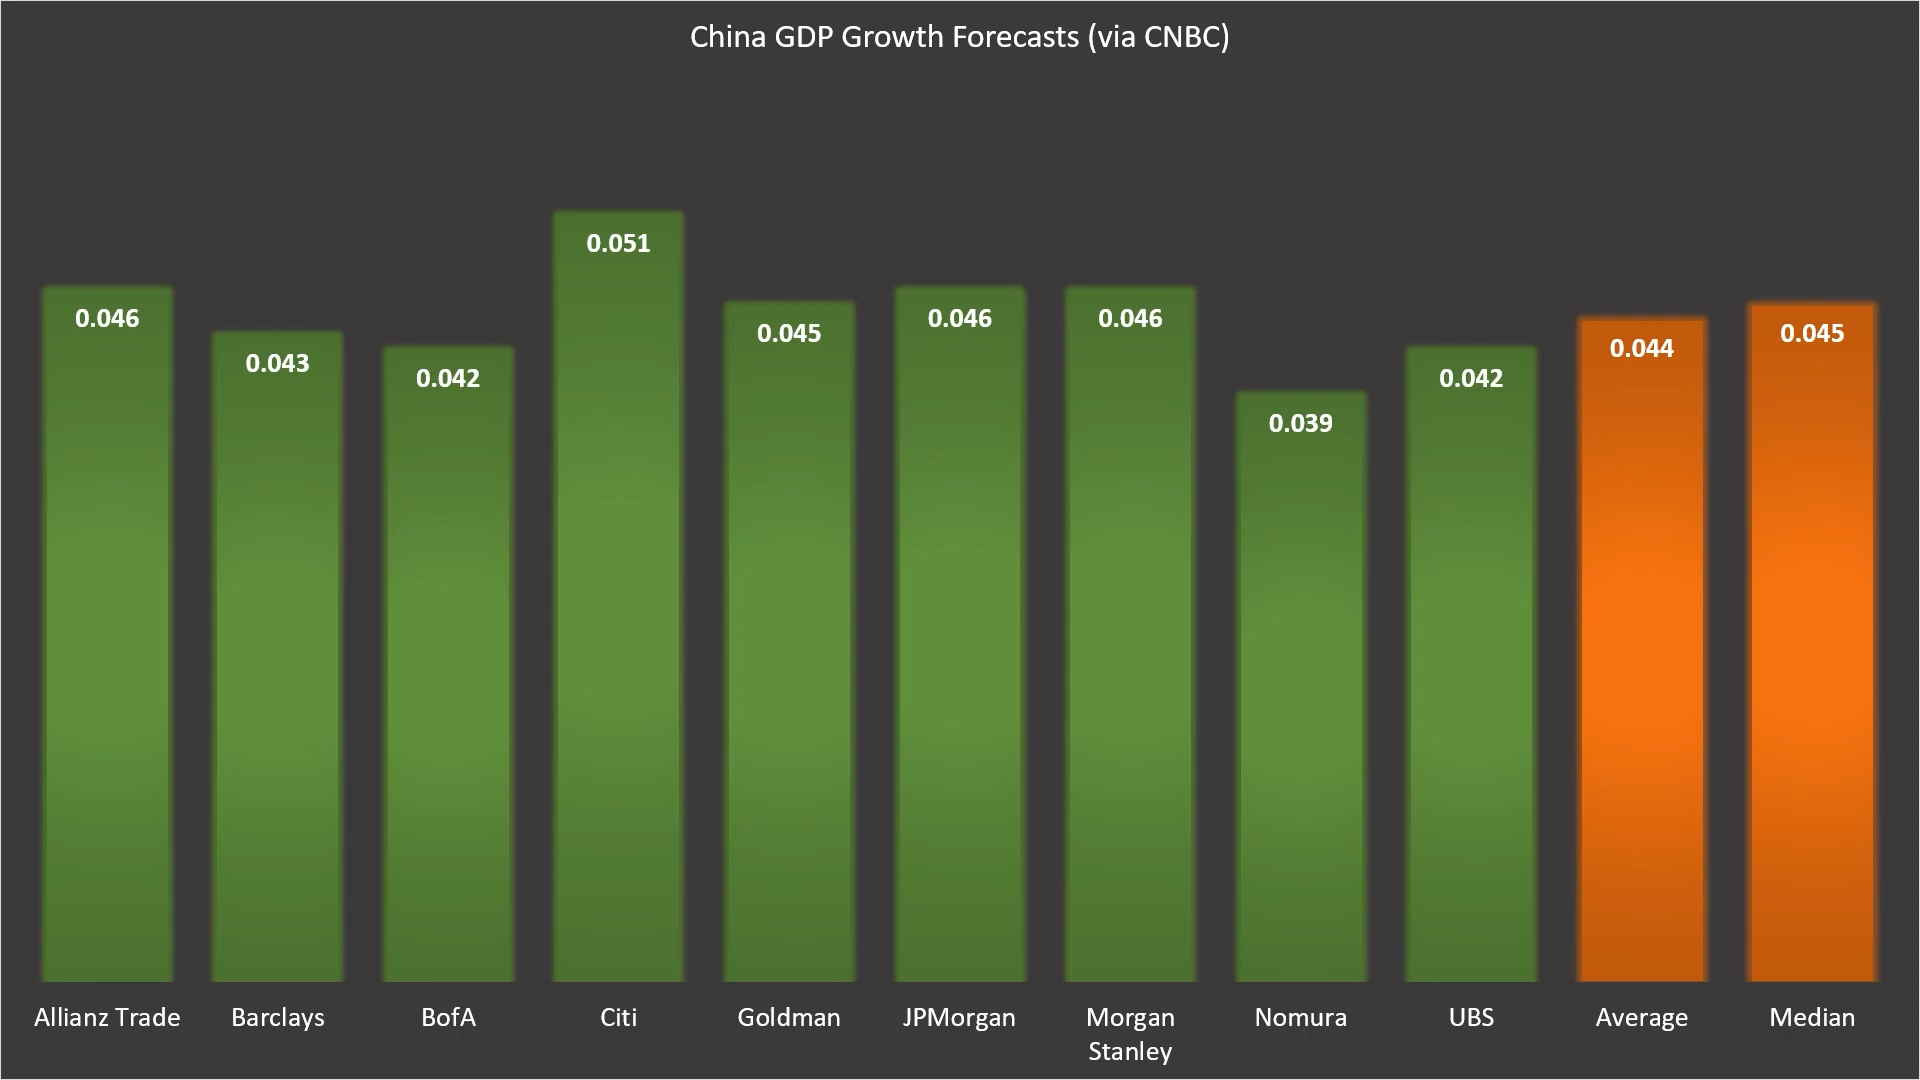 China GDP Growth Forecasts (via CNBC)
0.046
0.043
0.042
0.051
0.045
0.046
0.046
0.039
0.042
0.044
0.045
Allianz Trade
Barclays
BofA
Citi
Goldman
JPMorgan
Morgan
Stanley
Nomura
UBS
Average
Median